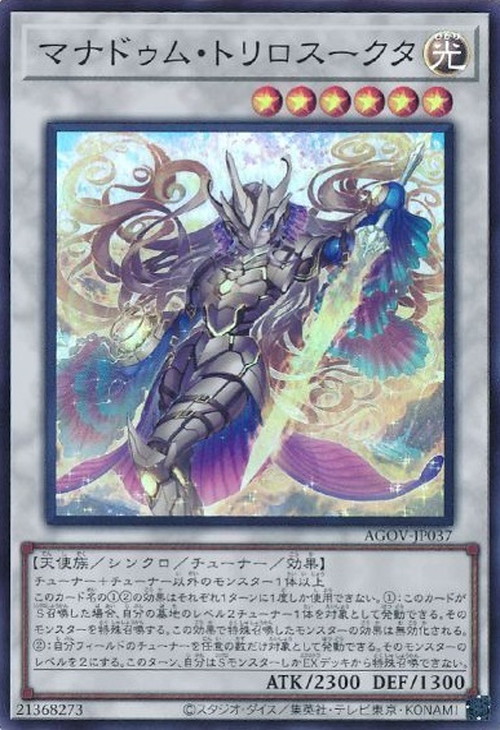 マナドゥム・トリロスークタ
光
AGOV-JP037
【天使族／シンクロ／チューナー／効果】
チューナー＋チューナー以外のモンスター1体以上
このカード名の①②の効果はそれぞれ1ターンに1度しか使用できない。①：このカードが
S召喚した場合、自分の墓地のレベル2チューナー1体を対象として発動できる。その
モンスターを特殊召喚する。この効果で特殊召喚したモンスターの効果は無効化される。
②：自分フィールドのチューナーを任意の数だけ対象として発動できる。そのモンスターの
レベルを2にする。このターン、自分はSモンスターしかEXデッキから特殊召喚できない。
ATK/2300 DEF/1300
21368273
©スタジオ・ダイス／集英社・テレビ東京・KONAMI